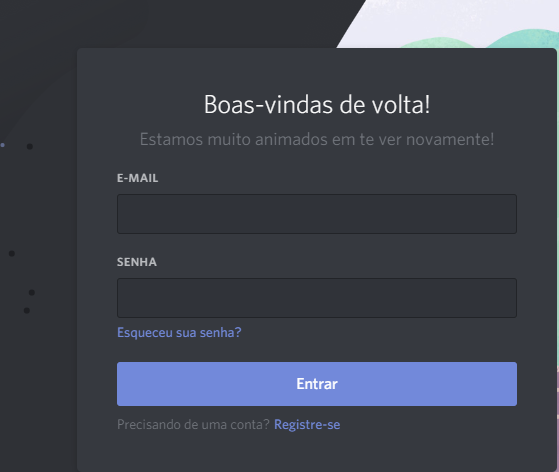 Boas-vindas de volta!
Estamos muito animados em te ver novamente!
E-MAIL
SENHA
Esqueceu sua senha?
Entrar
Precisando de uma conta? Registre-se